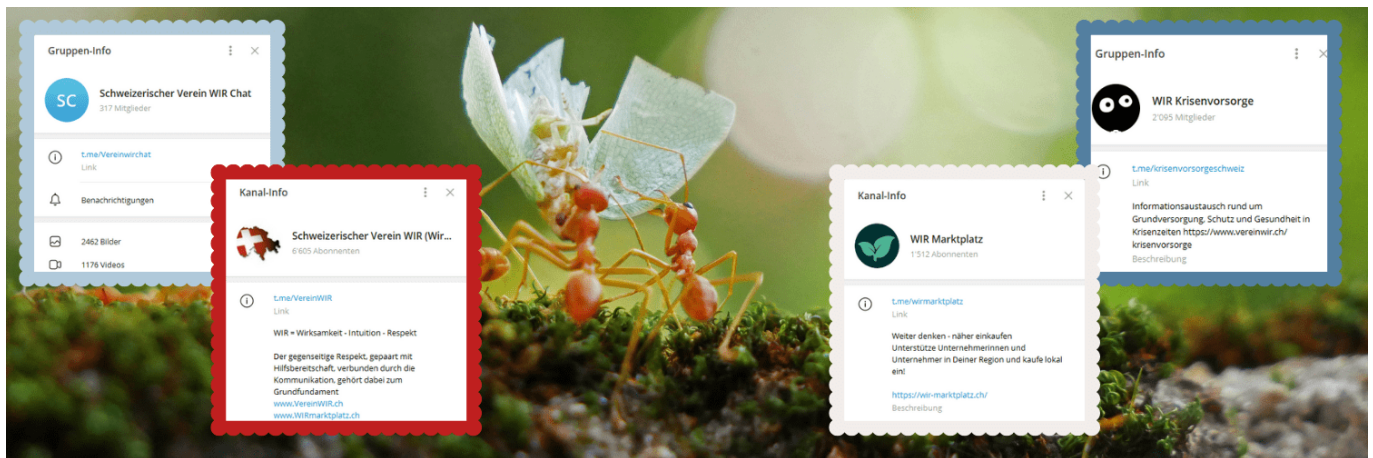 Gruppen-Info
SC
Schweizerischer Verein WIR Chat
317 Mitglieder
t.me/Vereinwirchat
Link
Benachrichtigungen
2462 Bilder
1176 Videos
Kanal-Info
Schweizerischer Verein WIR (Wir...
6'605 Abonnenten
t.me/VereinWIR
Link
WIR = Wirksamkeit - Intuition - Respekt
Der gegenseitige Respekt, gepaart mit
Hilfsbereitschaft, verbunden durch die
Kommunikation, gehört dabei zum
Grundfundament
www.VereinWIR.ch
www.WIRmarktplatz.ch
Kanal-Info
WIR Marktplatz
1'512 Abonnenten
t.me/wirmarktplatz
Link
Weiter denken - näher einkaufen
Unterstütze Unternehmerinnen und
Unternehmer in Deiner Region und kaufe lokal
ein!
https://wir-marktplatz.ch/
Beschreibung
Gruppen-Info
WIR Krisenvorsorge
2'095 Mitglieder
t.me/krisenvorsorgeschweiz
Link
Informationsaustausch rund um
Grundversorgung, Schutz und Gesundheit in
Krisenzeiten https://www.vereinwir.ch/
krisenvorsorge
Beschreibung